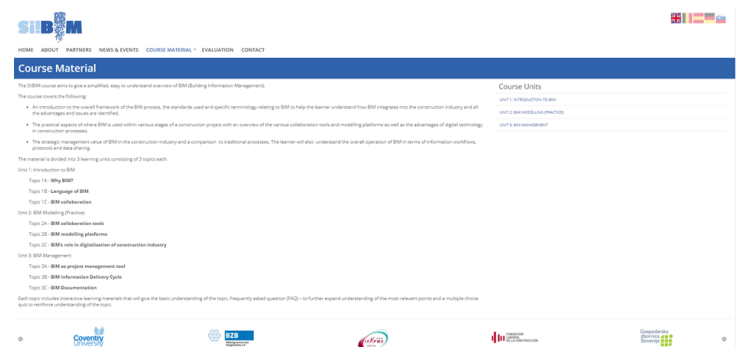 SIIBIM
HOME ABOUT PARTNERS NEWS & EVENTS COURSE MATERIAL EVALUATION CONTACT
Course Material
The SIIBIM course aims to give a simplified, easy to understand overview of BIM (Building Information Management).
The course covers the following:
• An introduction to the overall framework of the BIM process, the standards used and specific terminology relating to BIM to help the learner understand how BIM integrates into the construction industry and all
the advantages and issues are identified.
• The practical aspects of where BIM is used within various stages of a construction project with an overview of the various collaboration tools and modelling platforms as well as the advantages of digital technology
in construction processes.
• The strategic management value of BIM in the construction industry and a comparison to traditional processes. The learner will also understand the overall operation of BIM in terms of information workflows,
protocols and data sharing.
The material is divided into 3 learning units consisting of 3 topics each.
Unit 1: Introduction to BIM
Topic 1A - Why BIM?
Topic 1B - Language of BIM
Topic 1C - BIM collaboration
Unit 2: BIM Modelling (Practice)
Topic 2A - BIM collaboration tools
Topic 2B - BIM modelling platforms
Topic 2C - BIM's role in digitalisation of construction industry
Unit 3: BIM Management
Topic 3A - BIM as project management tool
Topic 3B - BIM Information Delivery Cycle
Topic 3C - BIM Documentation
Each topic includes interactive learning materials that will give the basic understanding of the topic, frequently asked question (FAQ) – to further expand understanding of the most relevant points and a multiple choice
quiz to reinforce understanding of the topic.
Course Units
UNIT 1: INTRODUCTION TO BIM
UNIT 2: BIM MODELLING (PRACTICE)
UNIT 3: BIM MANAGEMENT
Coventry
University
BZB
FUNDACIÓN
LABORAL
DE LA CONSTRUCCIÓN
Gospodarska
zbornica
Slovenije